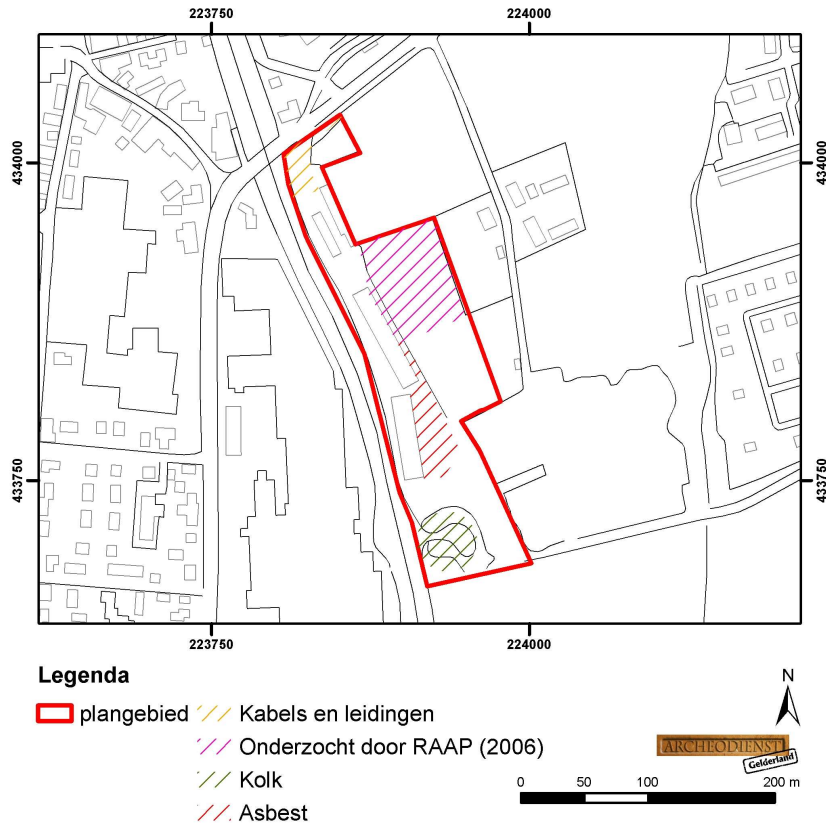 223750 224000
434000 434000
433750 433750
223750 224000
Legenda
plangebied
Kabels en leidingen
Onderzocht door RAAP (2006)
Kolk
Asbest
N
ARCHEODIENST
Gelderland
0 50 100 200 m